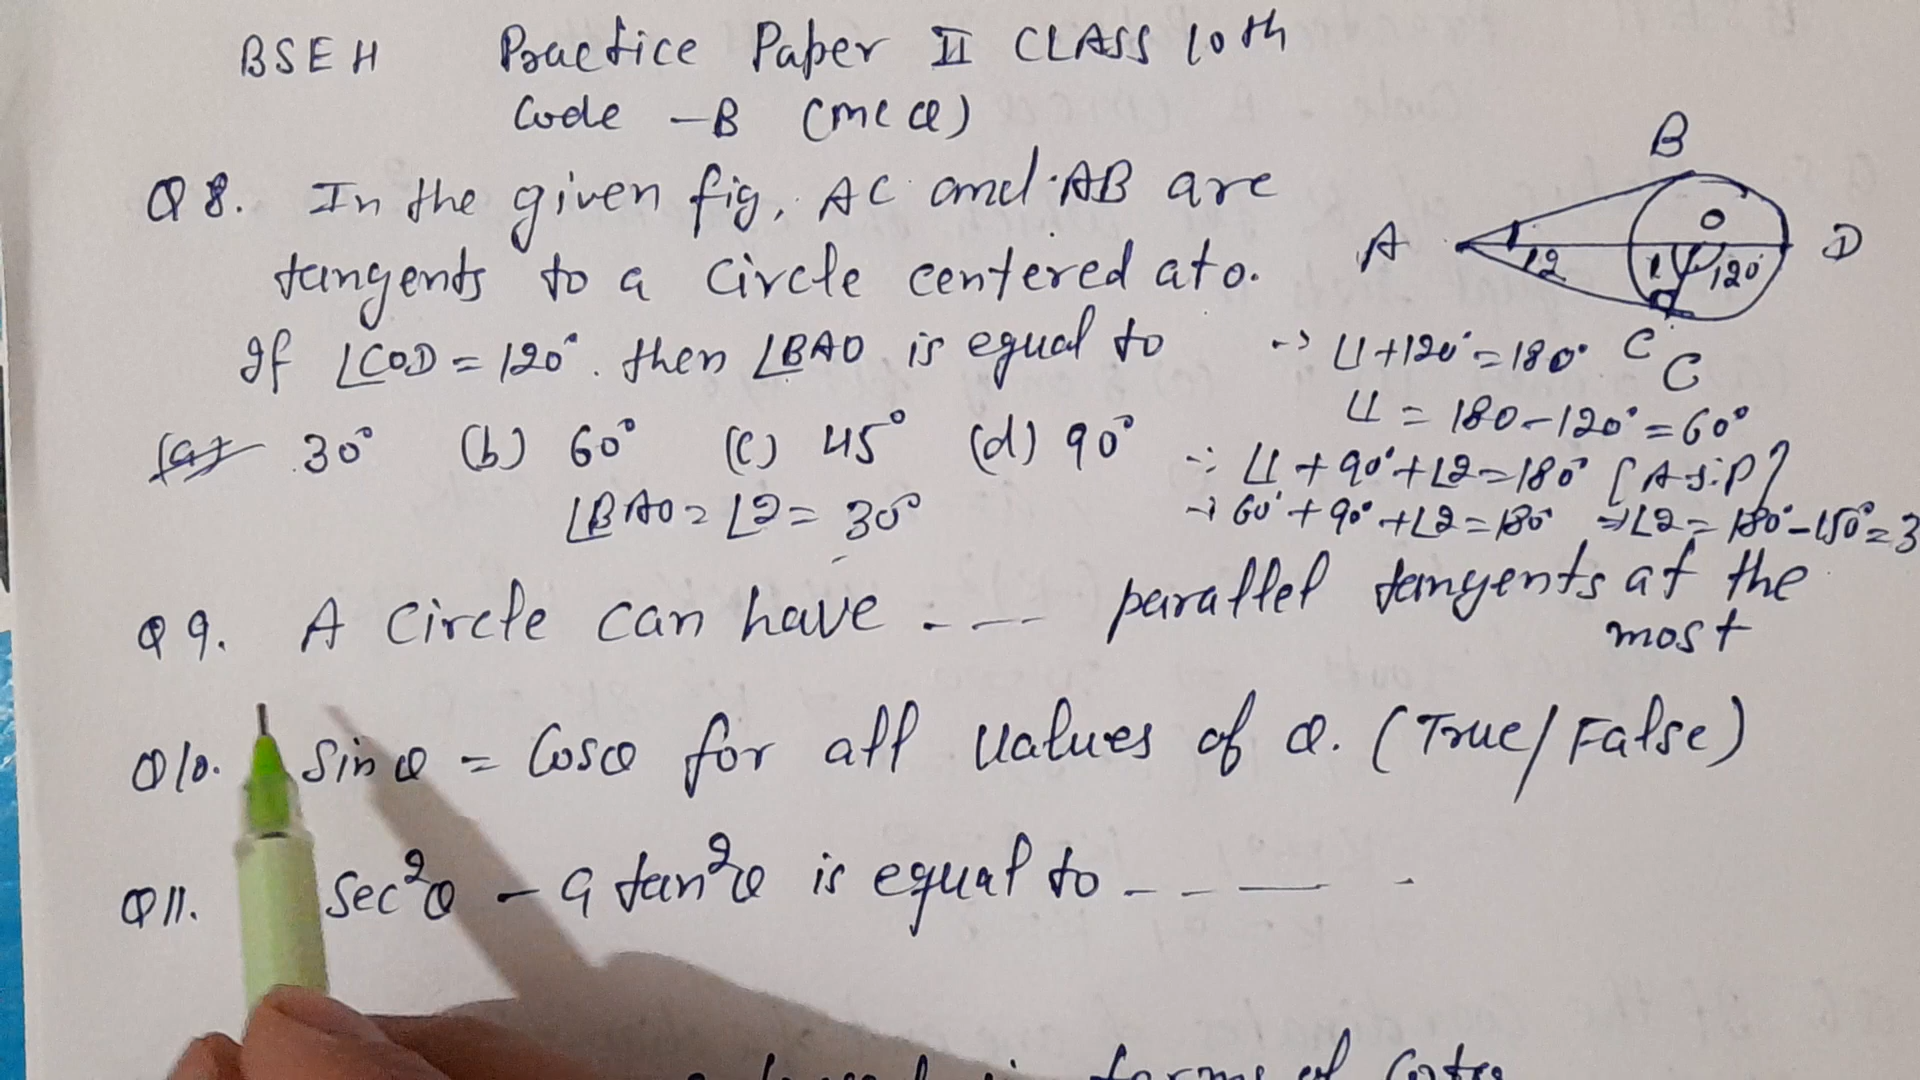 BSEH Practice Paper II CLASS 10th
Code - B (MCQ)
Q8. In the given fig, AC and AB are
tangents to a circle centered at O.
If ∠COD = 120°. then ∠BAO is equal to
(a) 30° (b) 60° (c) 45° (d) 90°
∠BAO = ∠2 = 30°
B
A
O
D
12
1
120°
C
C
∠1 + 120° = 180°
∠1 = 180 - 120° = 60°
∴ ∠1 + 90° + ∠2 = 180° [A.S.P]
→ 60° + 90° + ∠2 = 180° ⇒ ∠2 = 180° - 150° = 3
Q9. A circle can have . - - - parallel tangents at the
most
Q10. Sin θ = Cos θ for all values of θ. (True/False)
Q11. Sec²θ - 9 tan²θ is equal to - - - -
in terms of